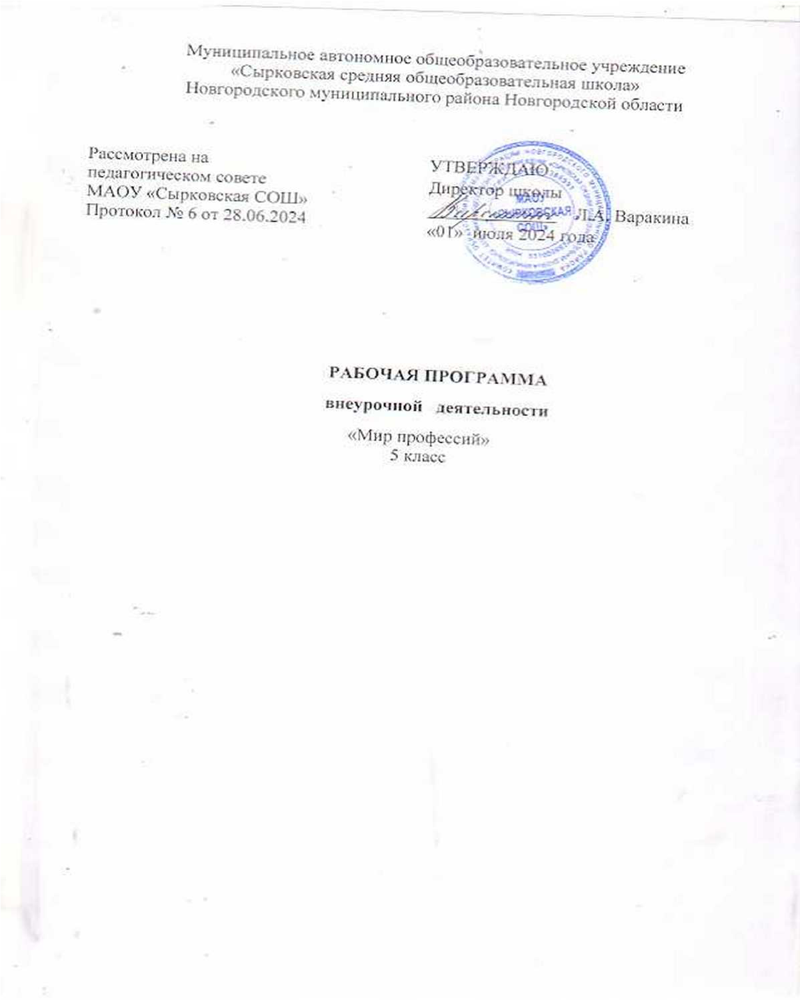 Муниципальное автономное общеобразовательное учреждение
«Сырковская средняя общеобразовательная школа»
Новгородского муниципального района Новгородской области
Рассмотрена на
педагогическом совете
МАОУ «Сырковская СОШ»
Протокол № 6 от 28.06.2024
УТВЕРЖДАЮ
Директор школы
Л.А. Варакина
«01» июля 2024 года
МАОУ
«СЫРКОВСКАЯ
СОШ»
РАБОЧАЯ ПРОГРАММА
внеурочной деятельности
«Мир профессий»
5 класс